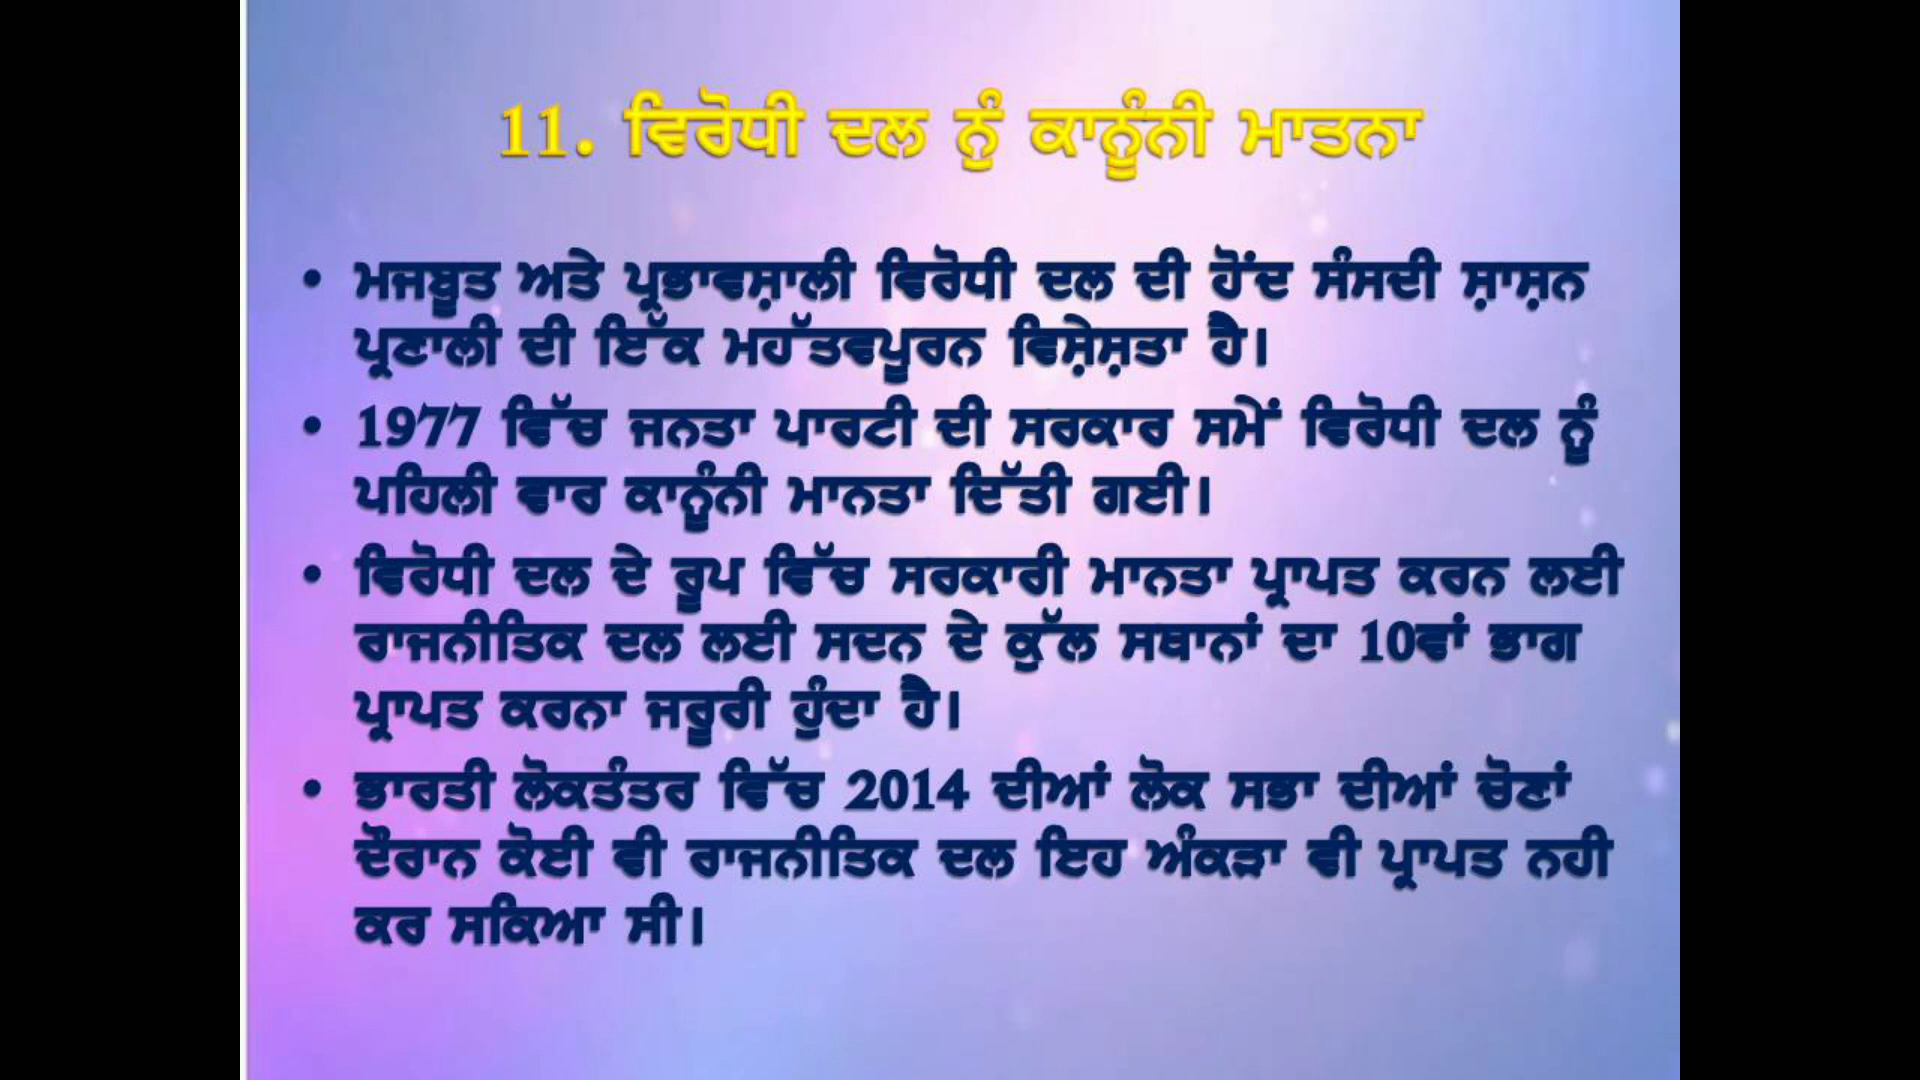 11. ਵਿਰੋਧੀ ਦਲ ਨੁੰ ਕਾਨੂੰਨੀ ਮਾਤਨਾ
• ਮਜਬੂਤ ਅਤੇ ਪ੍ਰਭਾਵਸ਼ਾਲੀ ਵਿਰੋਧੀ ਦਲ ਦੀ ਹੋਂਦ ਸੰਸਦੀ ਸ਼ਾਸ਼ਨ
ਪ੍ਰਣਾਲੀ ਦੀ ਇੱਕ ਮਹੱਤਵਪੂਰਨ ਵਿਸ਼ੇਸ਼ਤਾ ਹੈ।
• 1977 ਵਿੱਚ ਜਨਤਾ ਪਾਰਟੀ ਦੀ ਸਰਕਾਰ ਸਮੇਂ ਵਿਰੋਧੀ ਦਲ ਨੂੰ
ਪਹਿਲੀ ਵਾਰ ਕਾਨੂੰਨੀ ਮਾਨਤਾ ਦਿੱਤੀ ਗਈ।
• ਵਿਰੋਧੀ ਦਲ ਦੇ ਰੂਪ ਵਿੱਚ ਸਰਕਾਰੀ ਮਾਨਤਾ ਪ੍ਰਾਪਤ ਕਰਨ ਲਈ
ਰਾਜਨੀਤਿਕ ਦਲ ਲਈ ਸਦਨ ਦੇ ਕੁੱਲ ਸਥਾਨਾਂ ਦਾ 10ਵਾਂ ਭਾਗ
ਪ੍ਰਾਪਤ ਕਰਨਾ ਜਰੂਰੀ ਹੁੰਦਾ ਹੈ।
• ਭਾਰਤੀ ਲੋਕਤੰਤਰ ਵਿੱਚ 2014 ਦੀਆਂ ਲੋਕ ਸਭਾ ਦੀਆਂ ਚੋਣਾਂ
ਦੌਰਾਨ ਕੋਈ ਵੀ ਰਾਜਨੀਤਿਕ ਦਲ ਇਹ ਅੰਕੜਾ ਵੀ ਪ੍ਰਾਪਤ ਨਹੀ
ਕਰ ਸਕਿਆ ਸੀ।